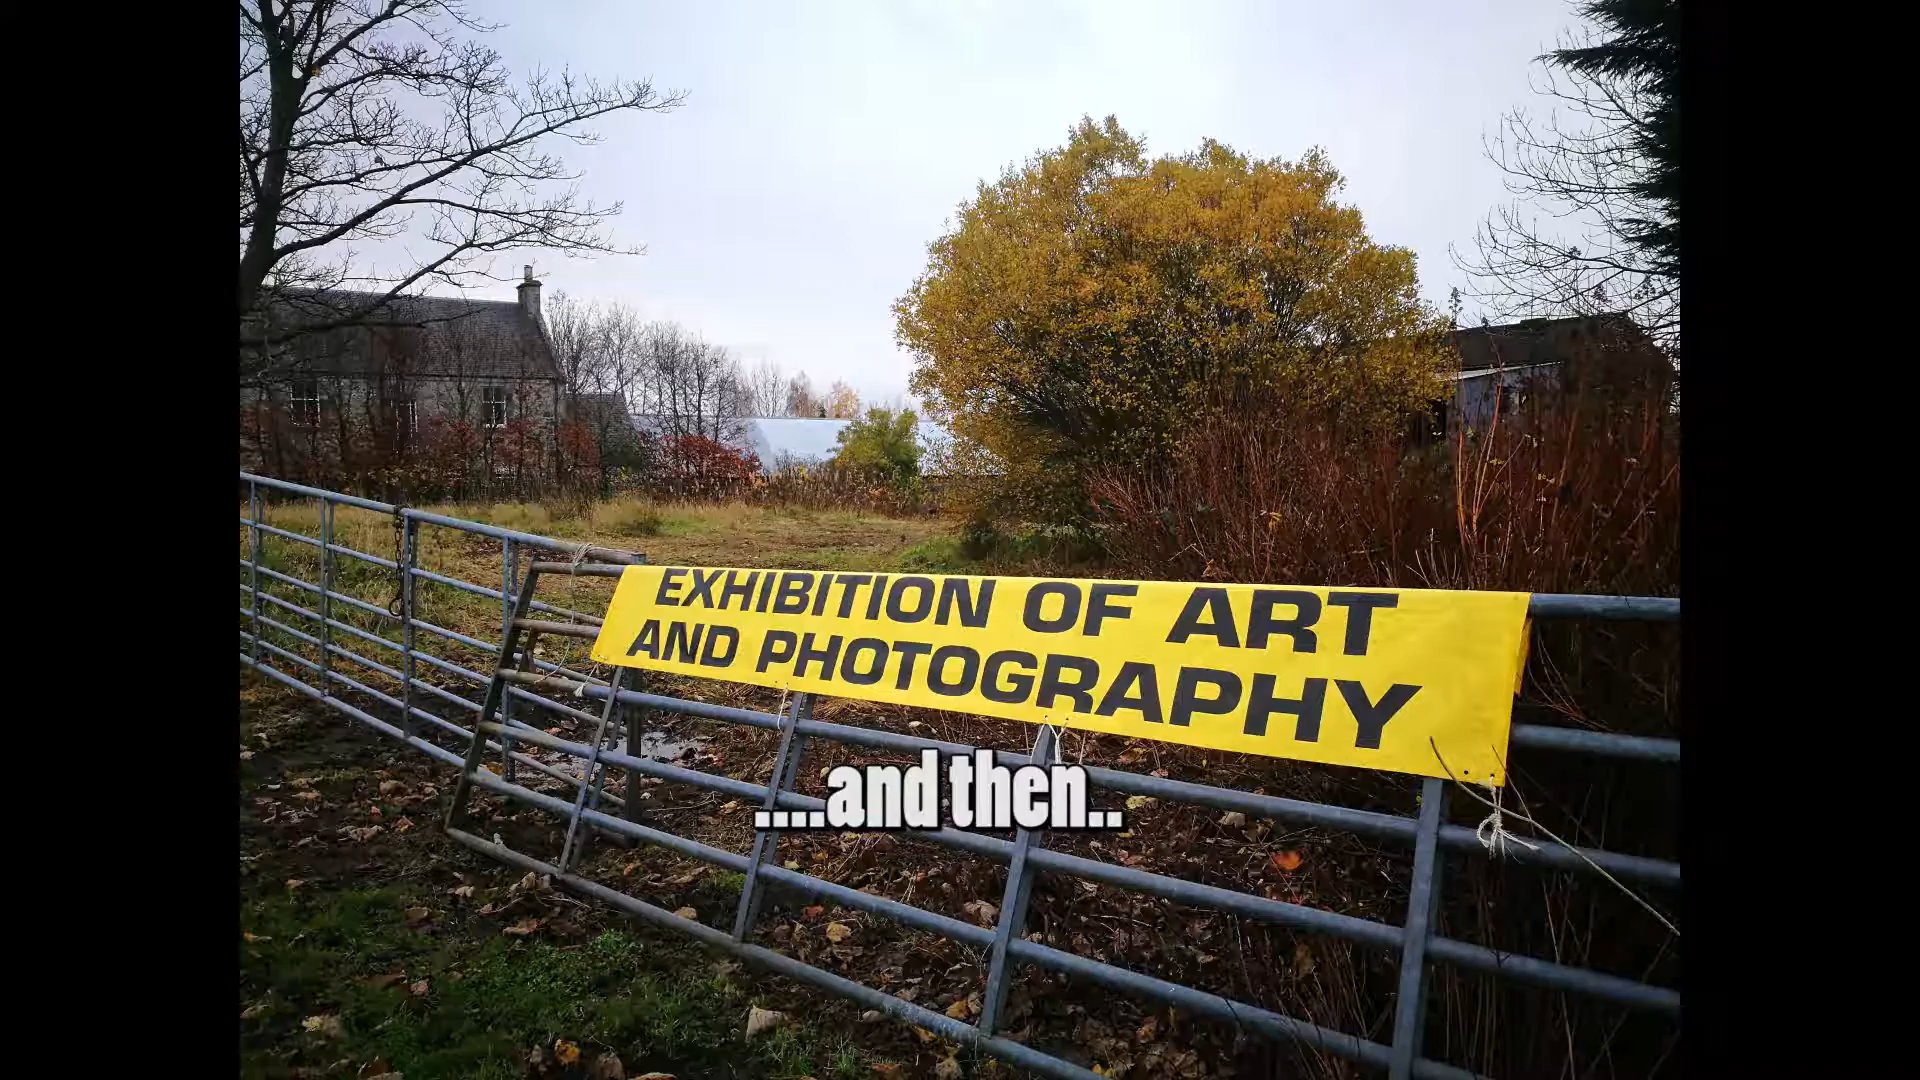 EXHIBITION OF ART
AND PHOTOGRAPHY
....and then..